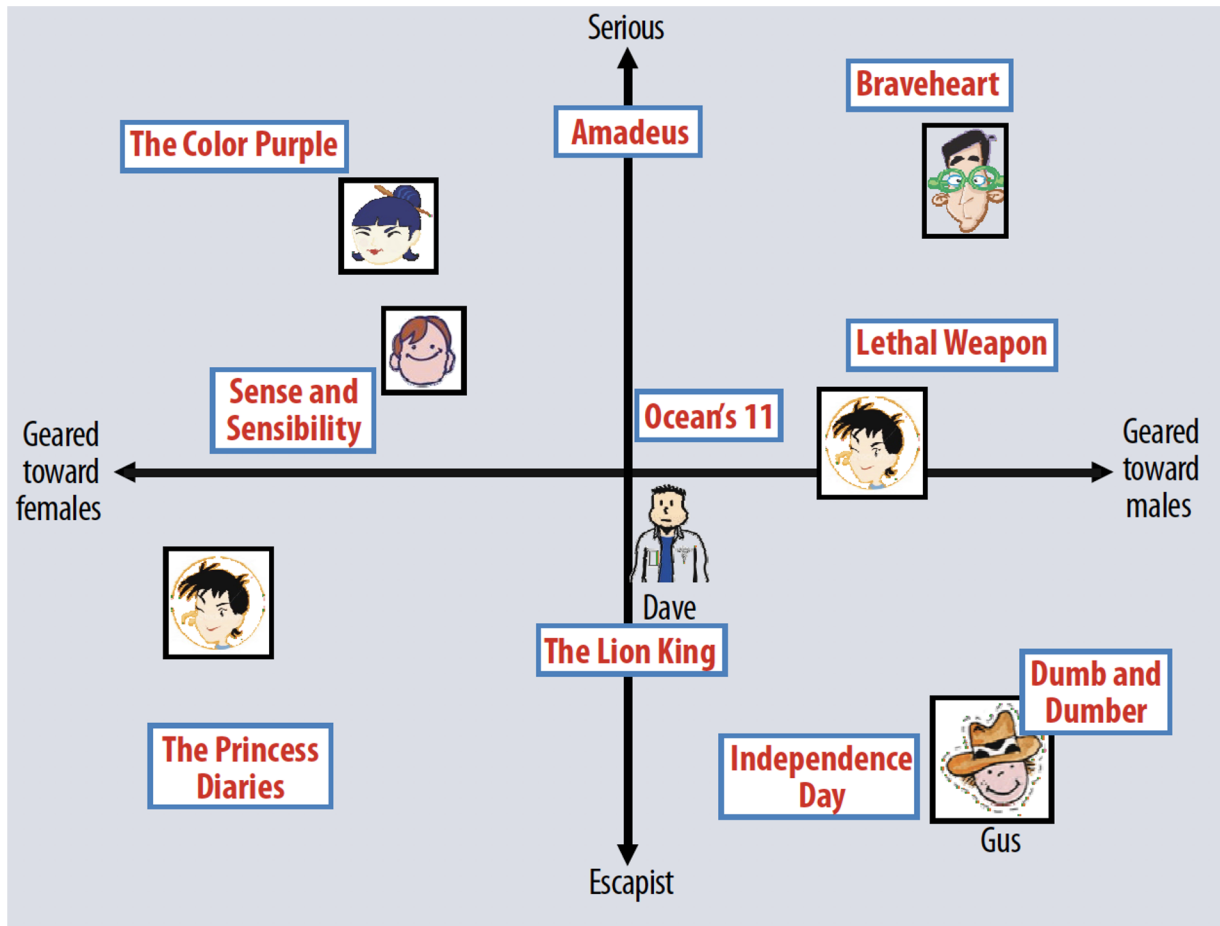 Serious
Braveheart
Amadeus
The Color Purple
Lethal Weapon
Sense and
Sensibility
Ocean's 11
Geared
toward
females
Geared
toward
males
Dave
The Lion King
Dumb and
Dumber
The Princess
Diaries
Independence
Day
Gus
Escapist